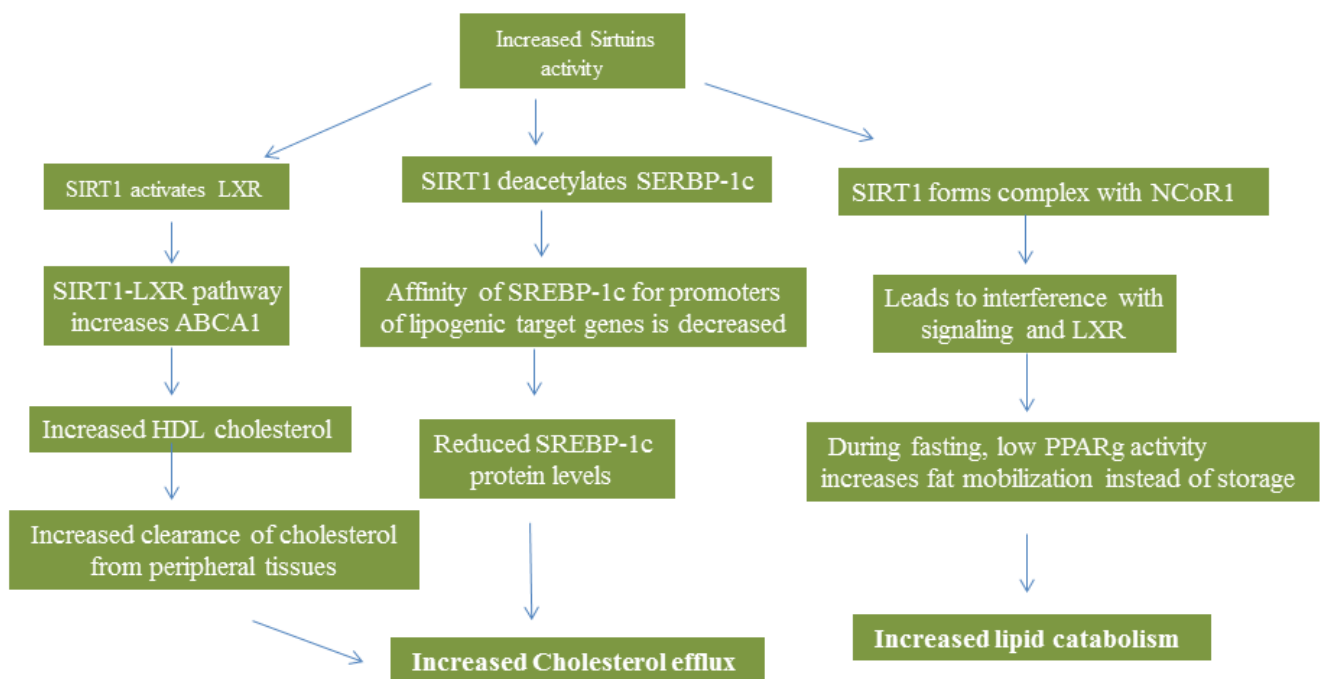 Increased Sirtuins
activity
SIRT1 activates LXR
SIRT1-LXR pathway
increases ABCA1
Increased HDL cholesterol
Increased clearance of cholesterol
from peripheral tissues
SIRT1 deacetylates SERBP-1c
Affinity of SREBP-1c for promoters
of lipogenic target genes is decreased
Reduced SREBP-1c
protein levels
Increased Cholesterol efflux
SIRT1 forms complex with NCoR1
Leads to interference with
signaling and LXR
During fasting, low PPARg activity
increases fat mobilization instead of storage
Increased lipid catabolism